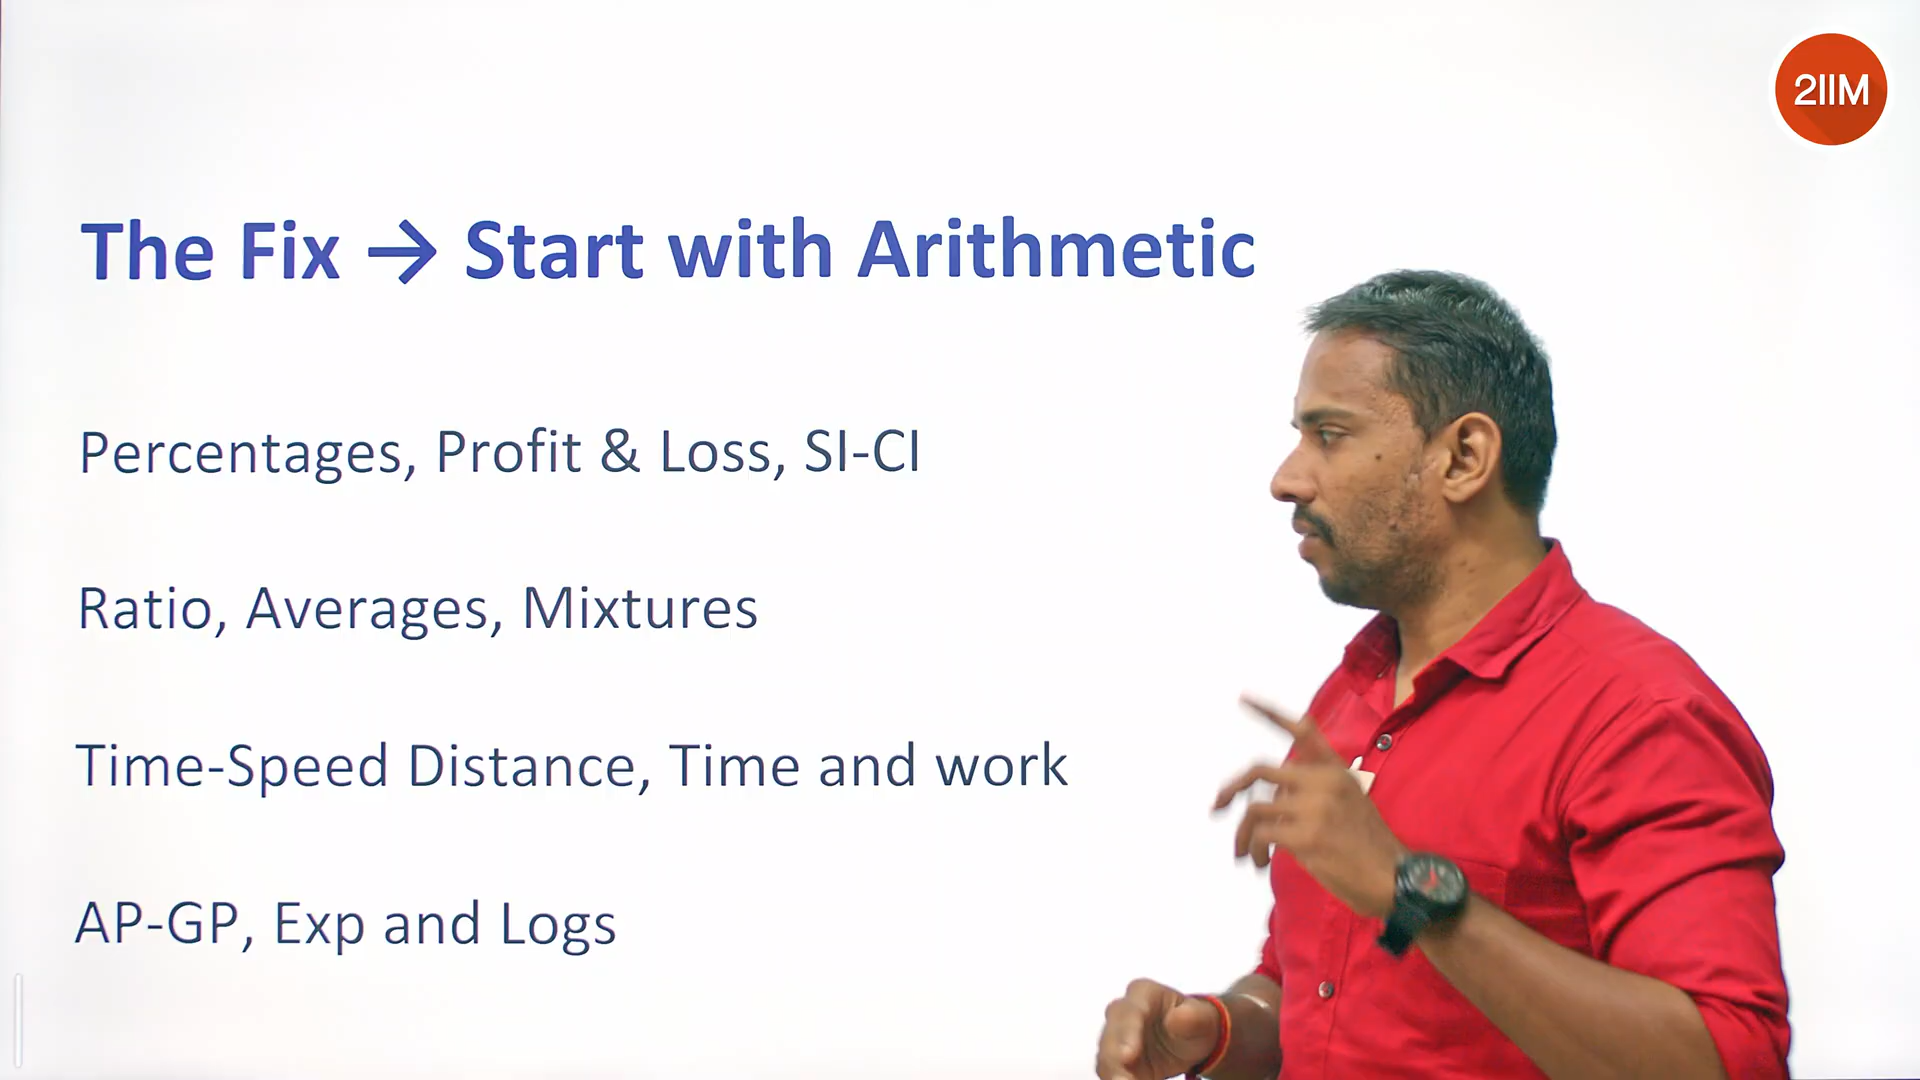 2IIM
The Fix → Start with Arithmetic
Percentages, Profit & Loss, SI-CI
Ratio, Averages, Mixtures
Time-Speed Distance, Time and work
AP-GP, Exp and Logs